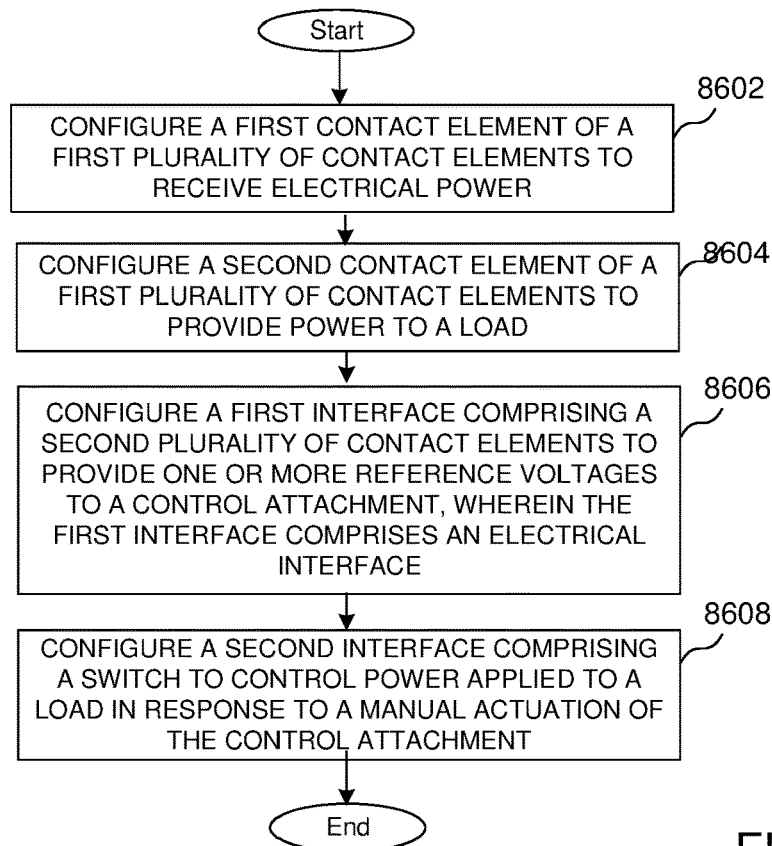 Start
8602
CONFIGURE A FIRST CONTACT ELEMENT OF A
FIRST PLURALITY OF CONTACT ELEMENTS TO
RECEIVE ELECTRICAL POWER
8604
CONFIGURE A SECOND CONTACT ELEMENT OF A
FIRST PLURALITY OF CONTACT ELEMENTS TO
PROVIDE POWER TO A LOAD
8606
CONFIGURE A FIRST INTERFACE COMPRISING A
SECOND PLURALITY OF CONTACT ELEMENTS TO
PROVIDE ONE OR MORE REFERENCE VOLTAGES
TO A CONTROL ATTACHMENT, WHEREIN THE
FIRST INTERFACE COMPRISES AN ELECTRICAL
INTERFACE
8608
CONFIGURE A SECOND INTERFACE COMPRISING
A SWITCH TO CONTROL POWER APPLIED TO A
LOAD IN RESPONSE TO A MANUAL ACTUATION OF
THE CONTROL ATTACHMENT
End